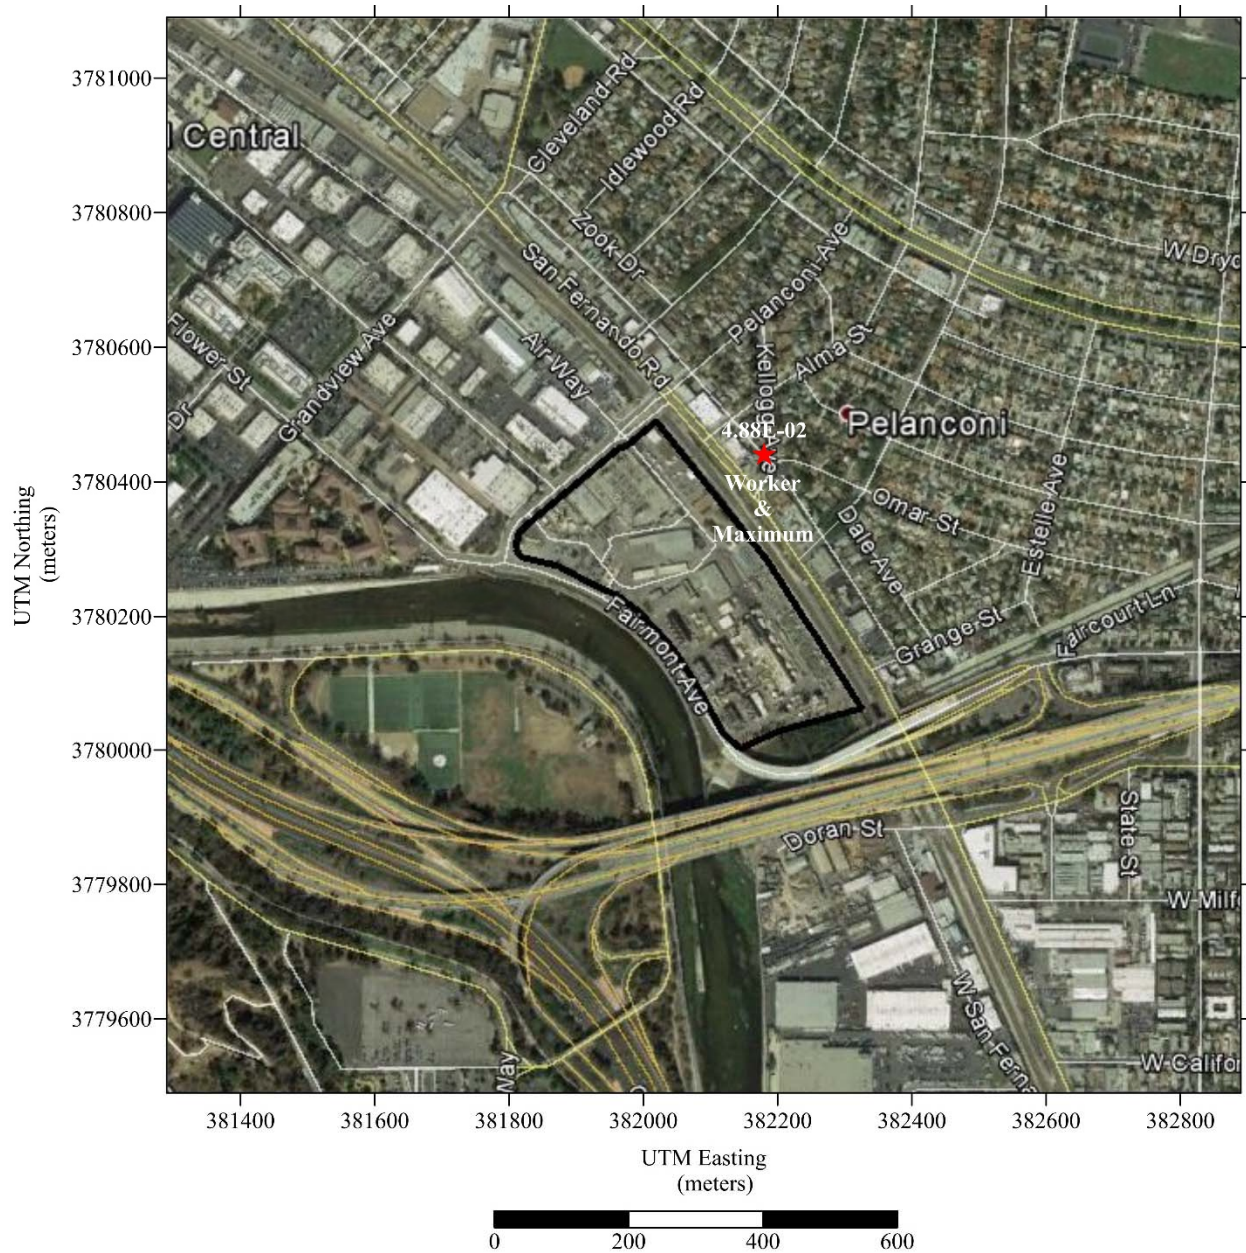 3781000
3780800
3780600
3780400
3780200
3780000
3779800
3779600
UTM Northing
(meters)
l Central
Cleveland Rd
Idlewood Rd
Zook Dr
San Fernando Rd
Pelanconi Ave
W Dryd
Flower St
Grandview Ave
Air Way
Kellogg Ave
Alma St
Dr
Pelanconi
4.88E-02
Worker
&
Maximum
Omar St
Dale Ave
Estelle Ave
Fairmont Ave
Grange St
Faircourt Ln
Doran St
State St
W Milf
W San Ferna
W Califo
Way
381400
381600
381800
382000
382200
382400
382600
382800
UTM Easting
(meters)
0
200
400
600